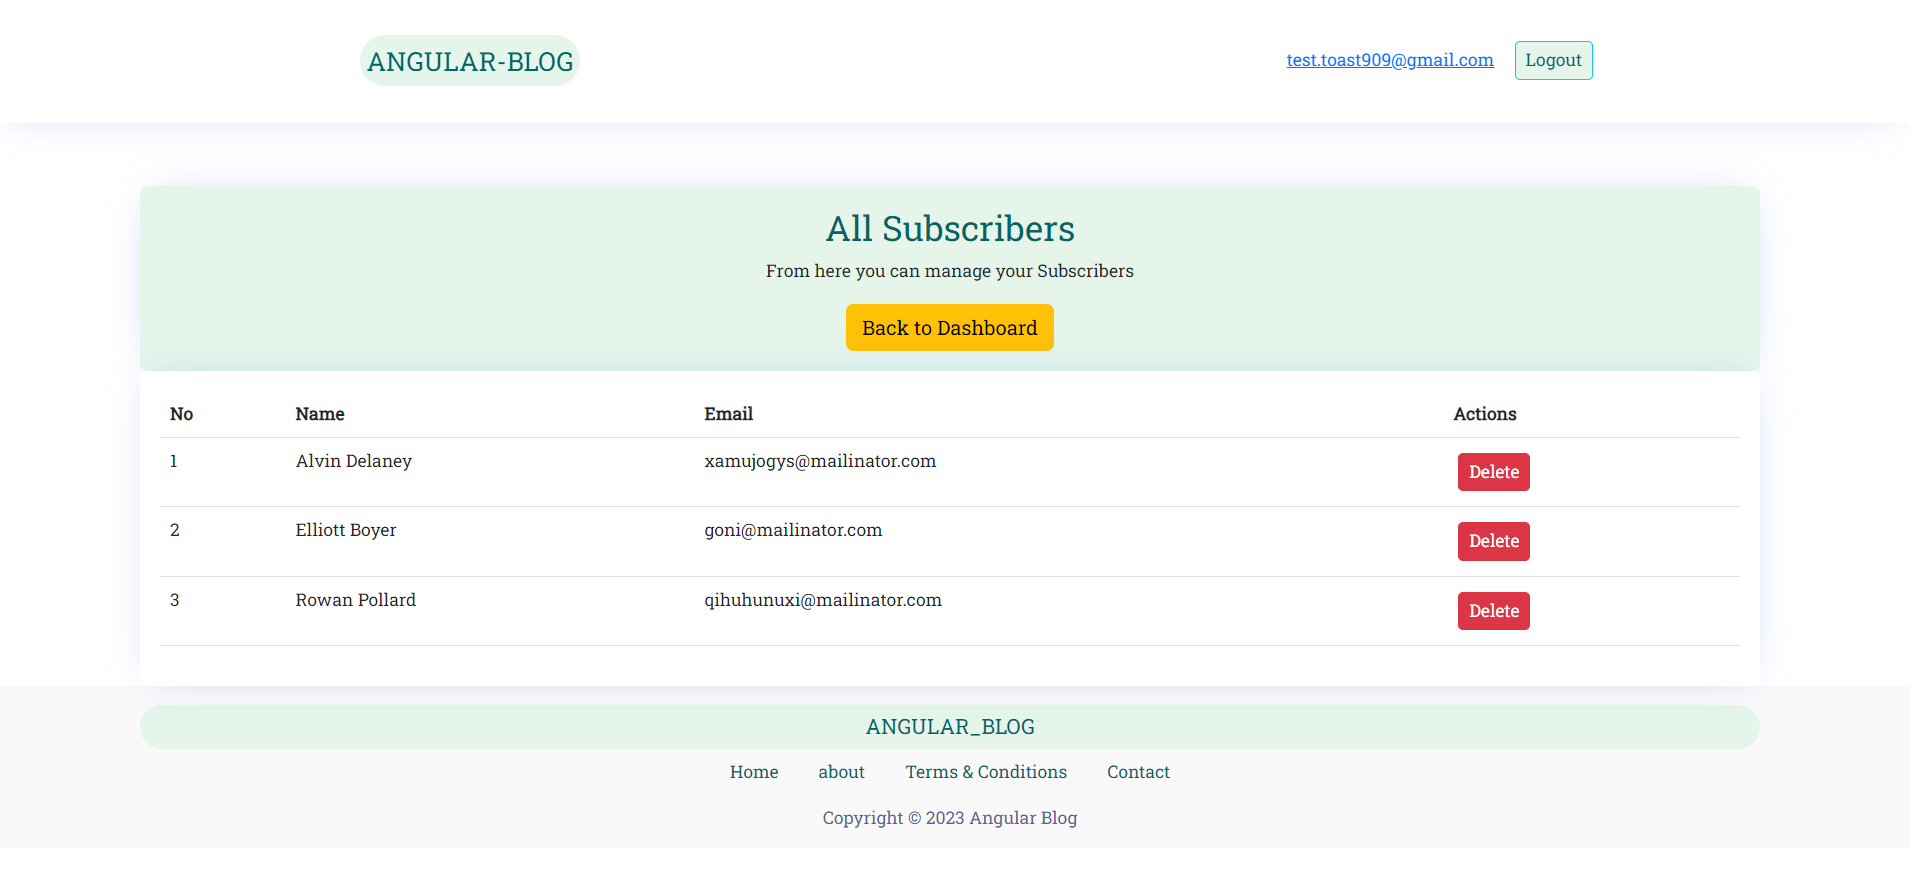 ANGULAR-BLOG
test.toast909@gmail.com Logout
All Subscribers
From here you can manage your Subscribers
Back to Dashboard
No Name Email Actions
1 Alvin Delaney xamujogys@mailinator.com Delete
2 Elliott Boyer goni@mailinator.com Delete
3 Rowan Pollard qihuhunuxi@mailinator.com Delete
ANGULAR_BLOG
Home about Terms & Conditions Contact
Copyright © 2023 Angular Blog